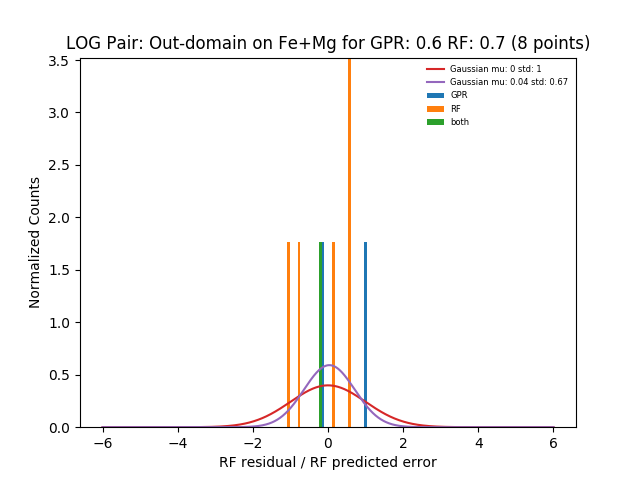 LOG Pair: Out-domain on Fe+Mg for GPR: 0.6 RF: 0.7 (8 points)
Gaussian mu: 0 std: 1
Gaussian mu: 0.04 std: 0.67
GPR
RF
both
Normalized Counts
3.5
3.0
2.5
2.0
1.5
1.0
0.5
0.0
−6 −4 −2 0 2 4 6
RF residual / RF predicted error